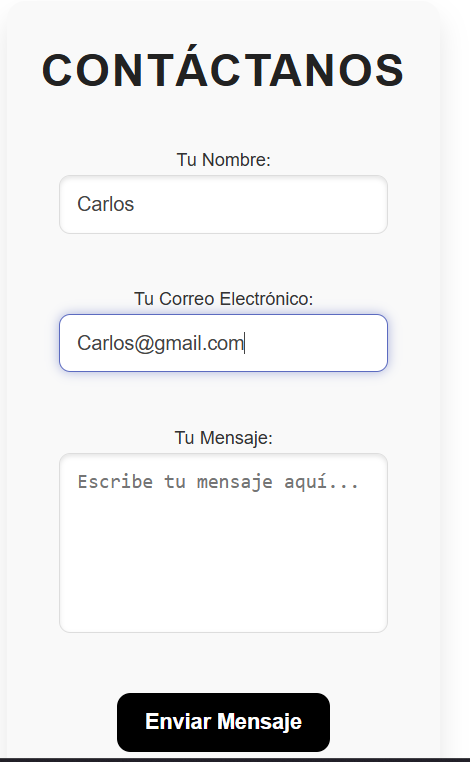 CONTÁCTANOS
Tu Nombre:
Carlos
Tu Correo Electrónico:
Carlos@gmail.com
Tu Mensaje:
Escribe tu mensaje aquí...
Enviar Mensaje